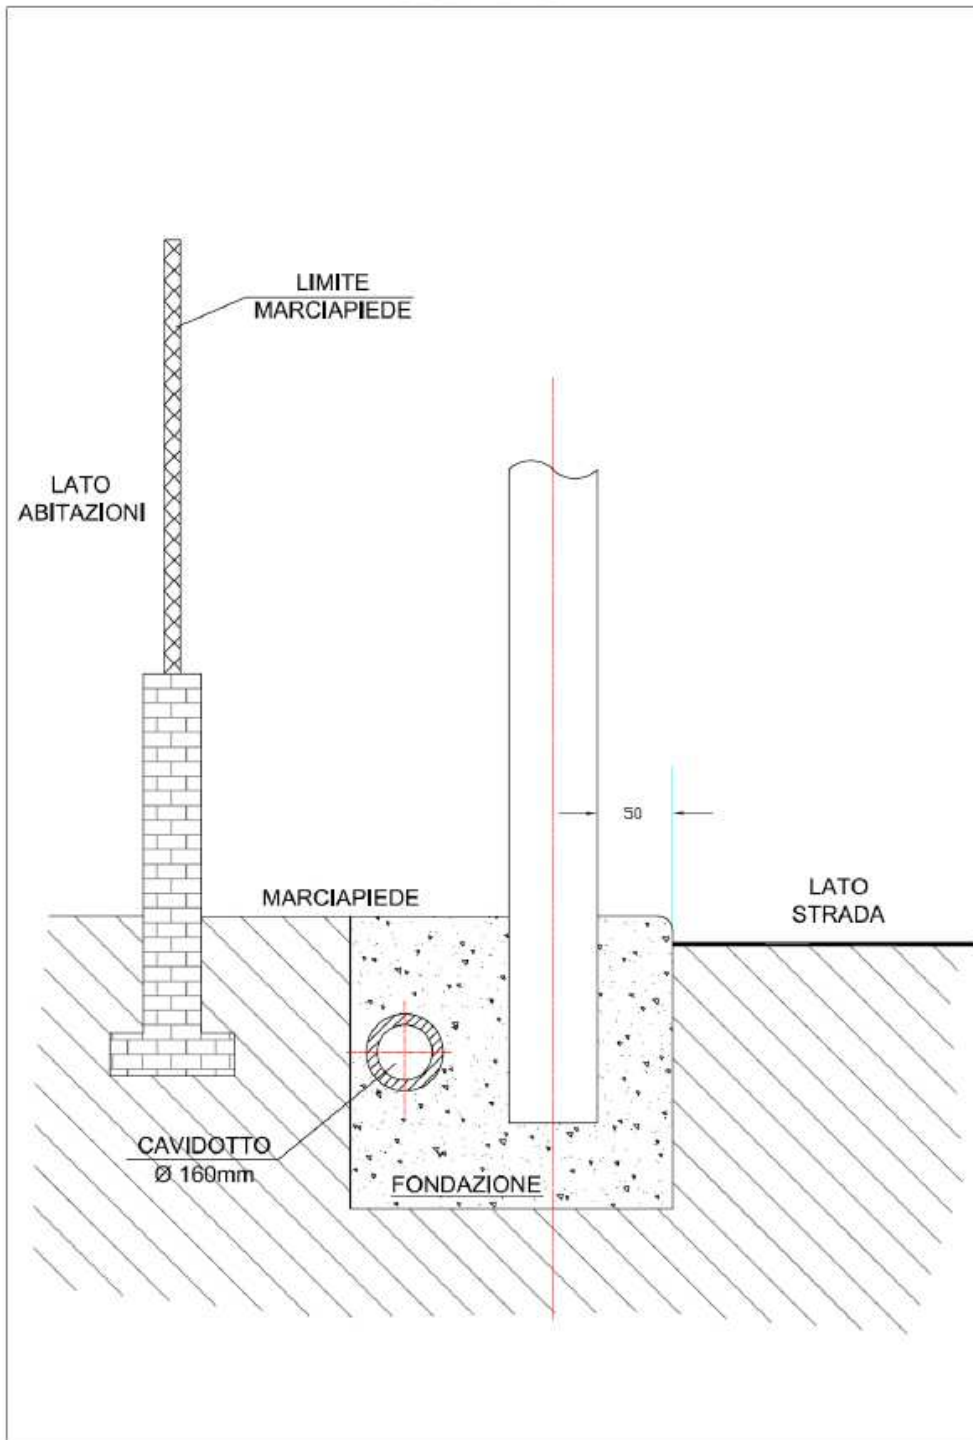 LIMITE
MARCIAPIEDE
LATO
ABITAZIONI
50
MARCIAPIEDE
LATO
STRADA
CAVIDOTTO
Ø 160mm
FONDAZIONE